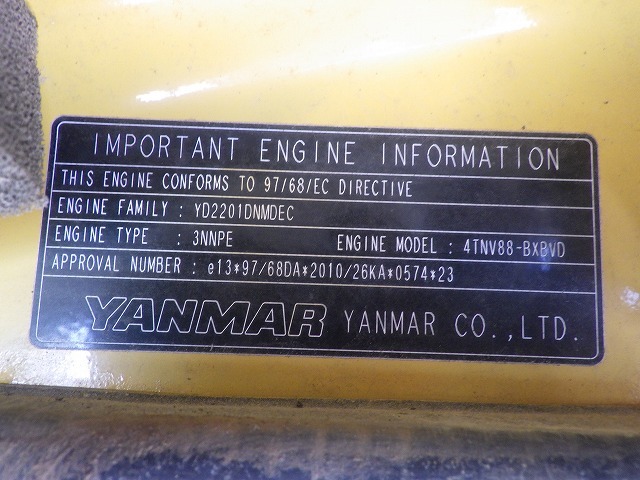 IMPORTANT ENGINE INFORMATION
THIS ENGINE CONFORMS TO 97/68/EC DIRECTIVE
ENGINE FAMILY : YD2201DNMDEC
ENGINE TYPE : 3NNPE ENGINE MODEL : 4TNV88-BXBVD
APPROVAL NUMBER : e13*97/68DA*2010/26KA*0574*23
YANMAR YANMAR CO.,LTD.